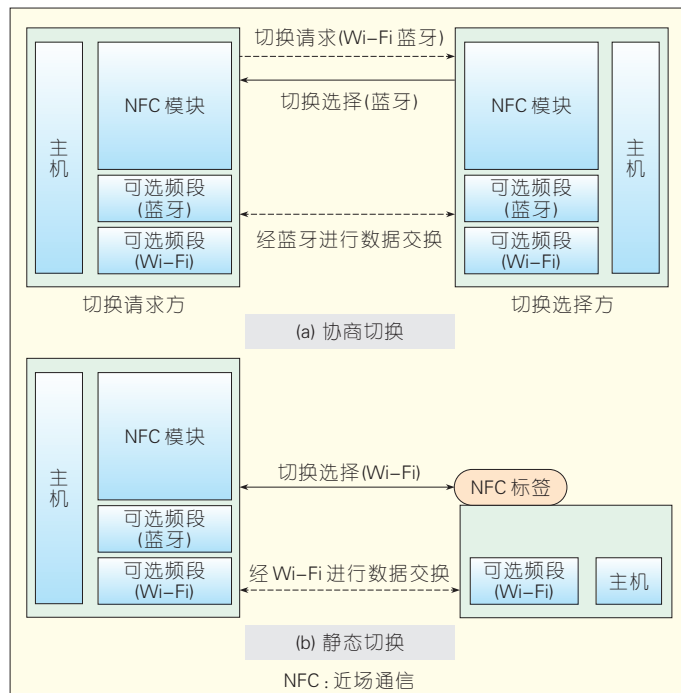 切换请求(Wi-Fi 蓝牙)
NFC 模块
切换选择(蓝牙)
NFC 模块
主机
主机
可选频段
(蓝牙)
可选频段
(蓝牙)
经蓝牙进行数据交换
可选频段
(Wi-Fi)
可选频段
(Wi-Fi)
切换请求方
切换选择方
(a) 协商切换
NFC 模块
主机
切换选择(Wi-Fi)
NFC 标签
可选频段
(蓝牙)
经 Wi-Fi 进行数据交换
可选频段
(Wi-Fi)
可选频段
(Wi-Fi)
主机
(b) 静态切换
NFC：近场通信